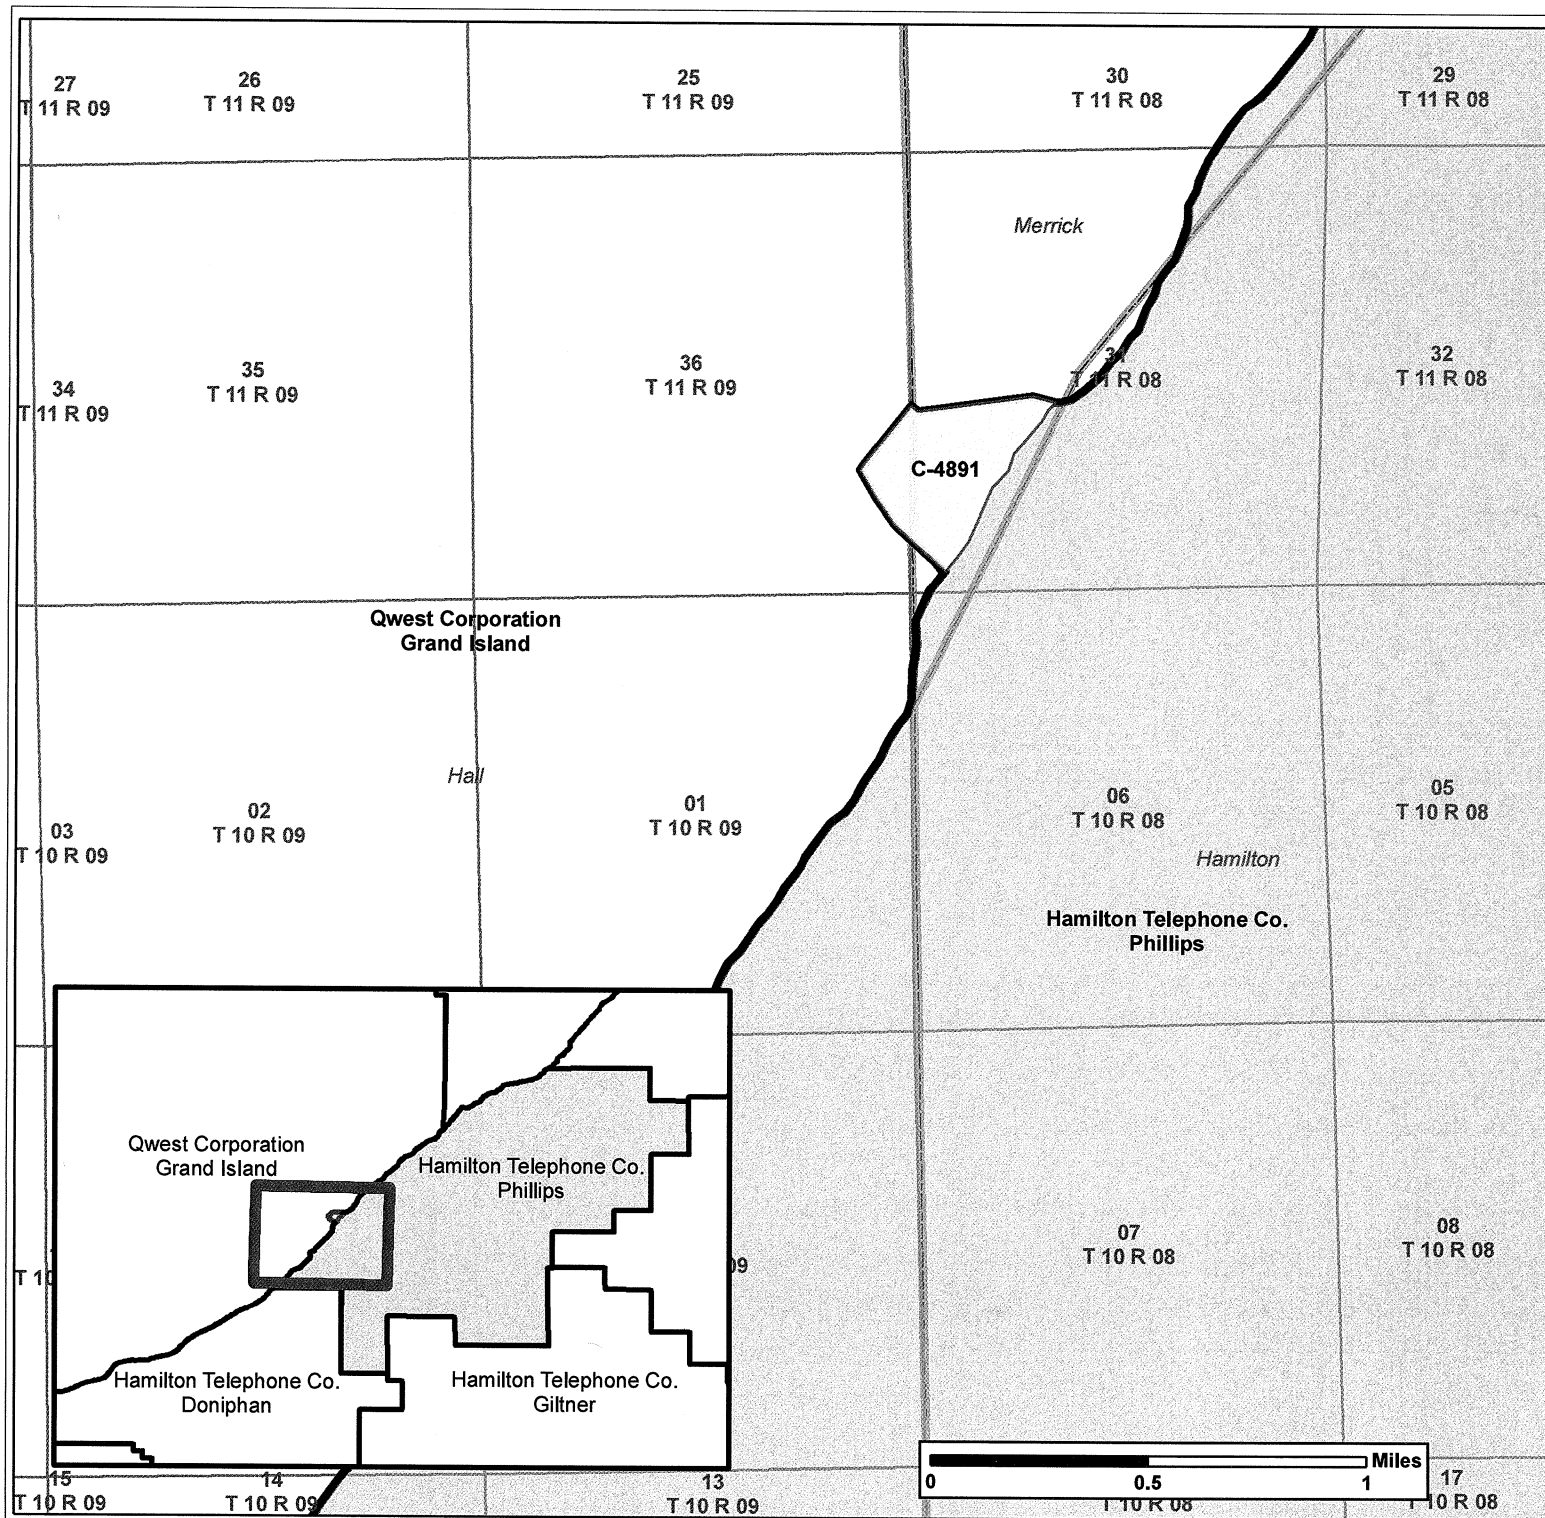 27
T 11 R 09
26
T 11 R 09
25
T 11 R 09
30
T 11 R 08
29
T 11 R 08
Merrick
34
T 11 R 09
35
T 11 R 09
36
T 11 R 09
31
T 11 R 08
32
T 11 R 08
C-4891
Qwest Corporation
Grand Island
Hall
03
T 10 R 09
02
T 10 R 09
01
T 10 R 09
06
T 10 R 08
05
T 10 R 08
Hamilton
Hamilton Telephone Co.
Phillips
Qwest Corporation
Grand Island
Hamilton Telephone Co.
Phillips
Hamilton Telephone Co.
Doniphan
Hamilton Telephone Co.
Giltner
T 10
09
07
T 10 R 08
08
T 10 R 08
Miles
0
0.5
1
15
T 10 R 09
14
T 10 R 09
13
T 10 R 09
T 10 R 08
17
T 10 R 08